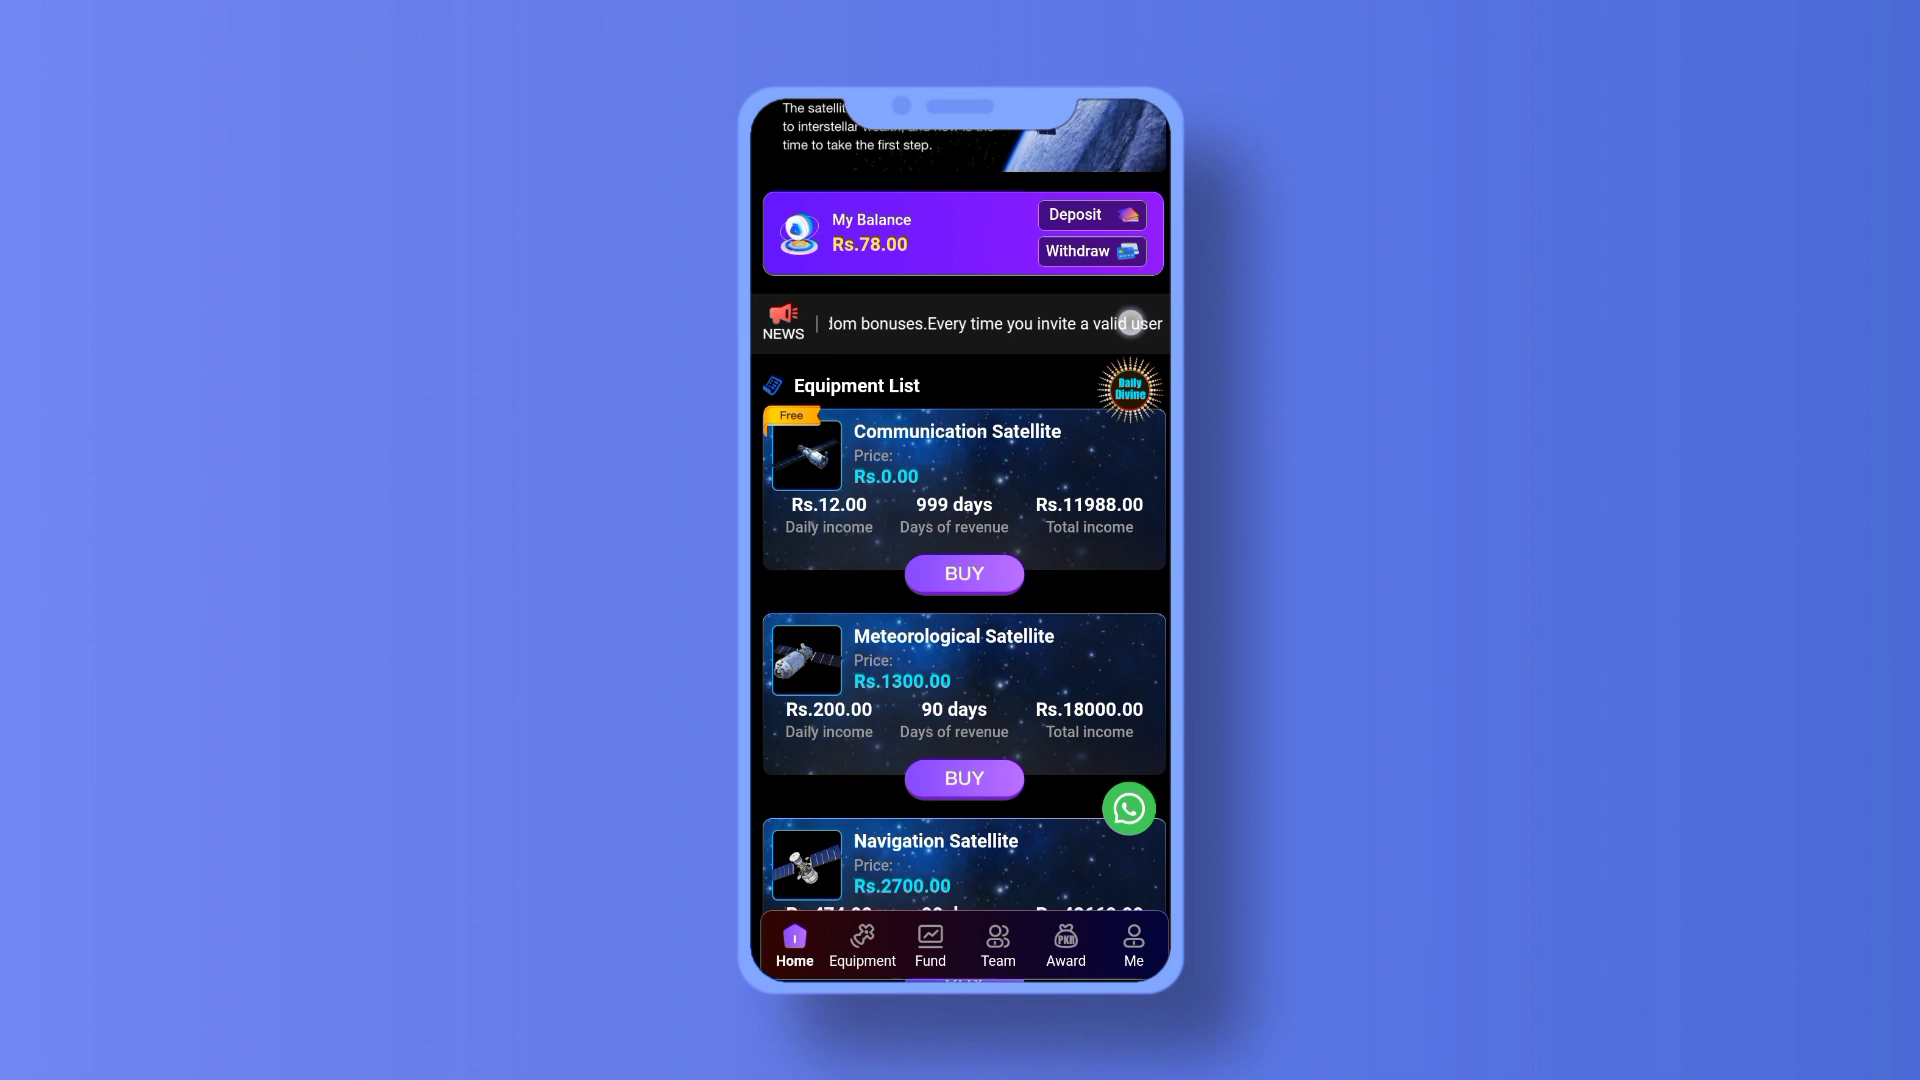 The satellit
to interstellar
time to take the first step.
My Balance
Rs.78.00
Deposit
Withdraw
NEWS
dom bonuses.Every time you invite a valid user
Equipment List
Daily
Divine
Free
Communication Satellite
Price:
Rs.0.00
Rs.12.00 999 days Rs.11988.00
Daily income Days of revenue Total income
BUY
Meteorological Satellite
Price:
Rs.1300.00
Rs.200.00 90 days Rs.18000.00
Daily income Days of revenue Total income
BUY
Navigation Satellite
Price:
Rs.2700.00
PKR
Home Equipment Fund Team Award Me